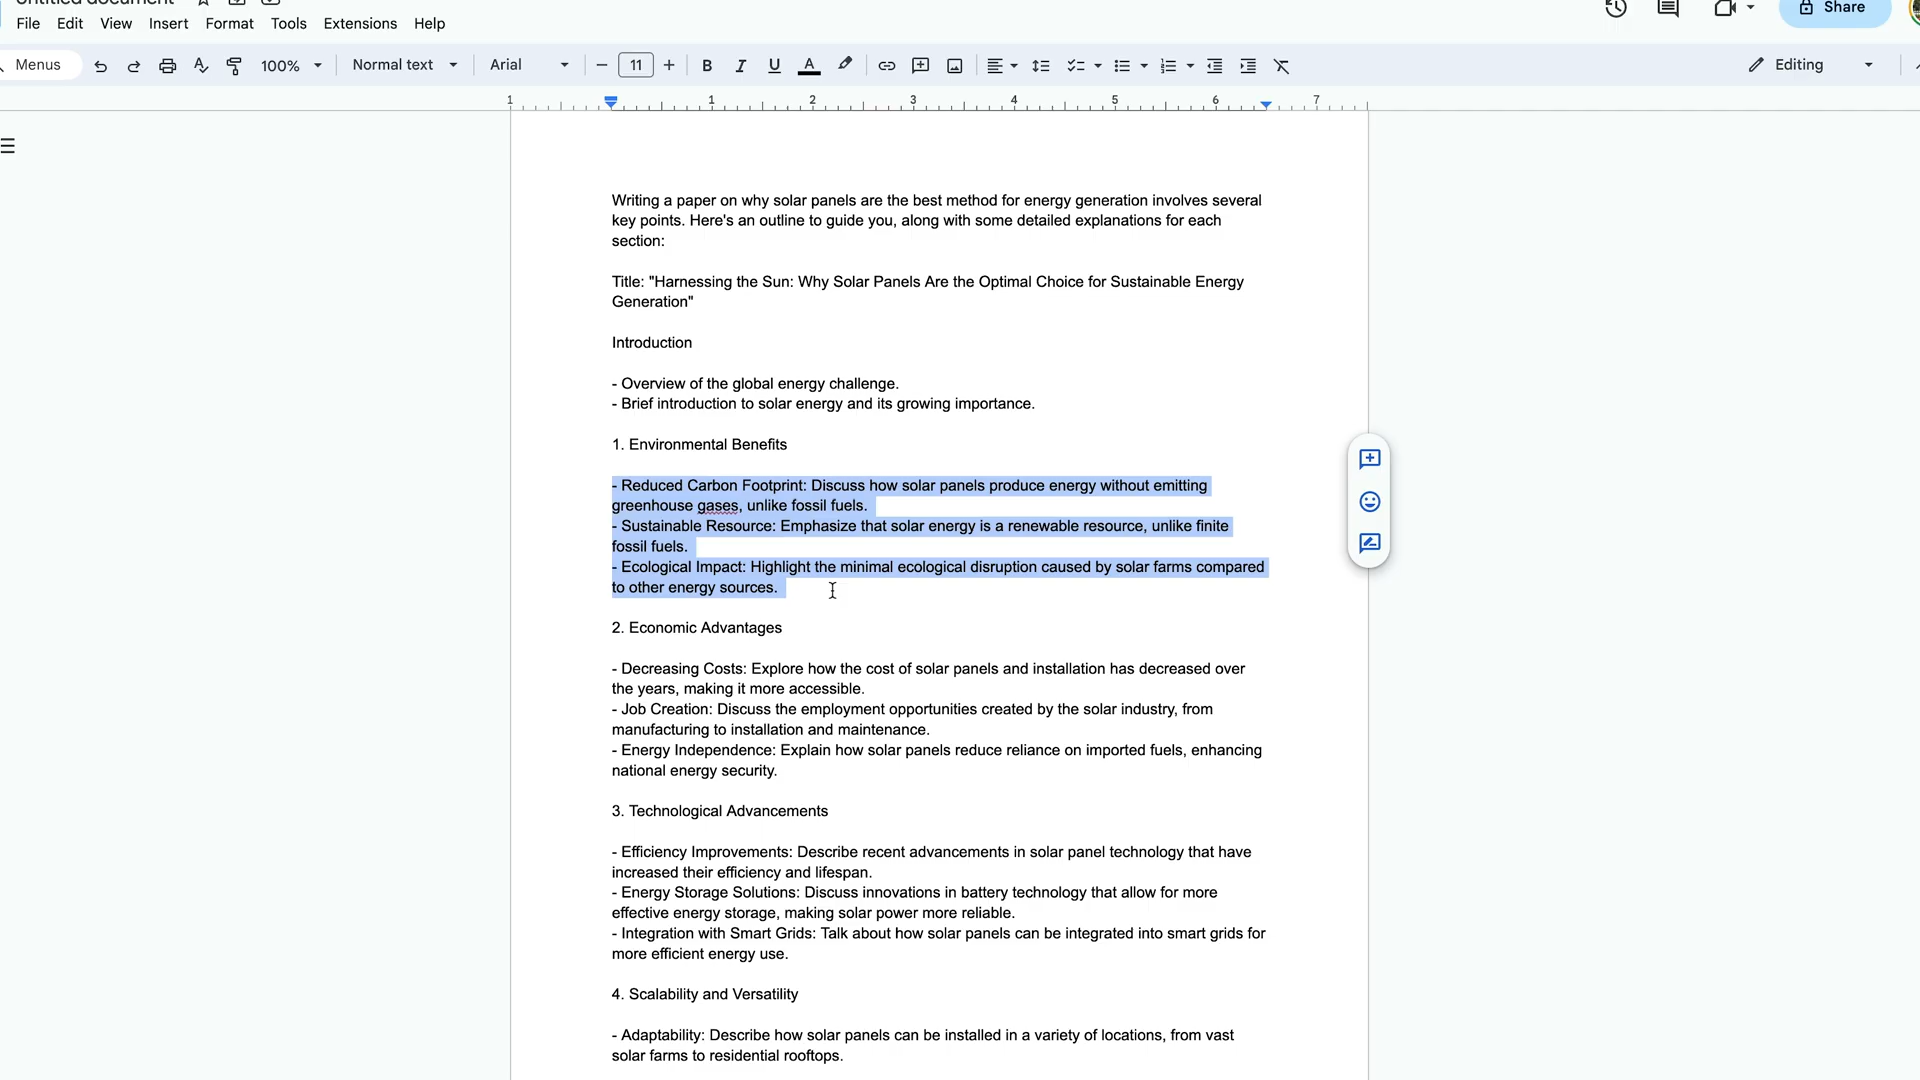 Untitled document
File Edit View Insert Format Tools Extensions Help
Share
Menus 100% Normal text Arial 11 B I U A Editing
1 1 2 3 4 5 6 7
Writing a paper on why solar panels are the best method for energy generation involves several
key points. Here's an outline to guide you, along with some detailed explanations for each
section:
Title: "Harnessing the Sun: Why Solar Panels Are the Optimal Choice for Sustainable Energy
Generation"
Introduction
- Overview of the global energy challenge.
- Brief introduction to solar energy and its growing importance.
1. Environmental Benefits
- Reduced Carbon Footprint: Discuss how solar panels produce energy without emitting
greenhouse gases, unlike fossil fuels.
- Sustainable Resource: Emphasize that solar energy is a renewable resource, unlike finite
fossil fuels.
- Ecological Impact: Highlight the minimal ecological disruption caused by solar farms compared
to other energy sources.
2. Economic Advantages
- Decreasing Costs: Explore how the cost of solar panels and installation has decreased over
the years, making it more accessible.
- Job Creation: Discuss the employment opportunities created by the solar industry, from
manufacturing to installation and maintenance.
- Energy Independence: Explain how solar panels reduce reliance on imported fuels, enhancing
national energy security.
3. Technological Advancements
- Efficiency Improvements: Describe recent advancements in solar panel technology that have
increased their efficiency and lifespan.
- Energy Storage Solutions: Discuss innovations in battery technology that allow for more
effective energy storage, making solar power more reliable.
- Integration with Smart Grids: Talk about how solar panels can be integrated into smart grids for
more efficient energy use.
4. Scalability and Versatility
- Adaptability: Describe how solar panels can be installed in a variety of locations, from vast
solar farms to residential rooftops.